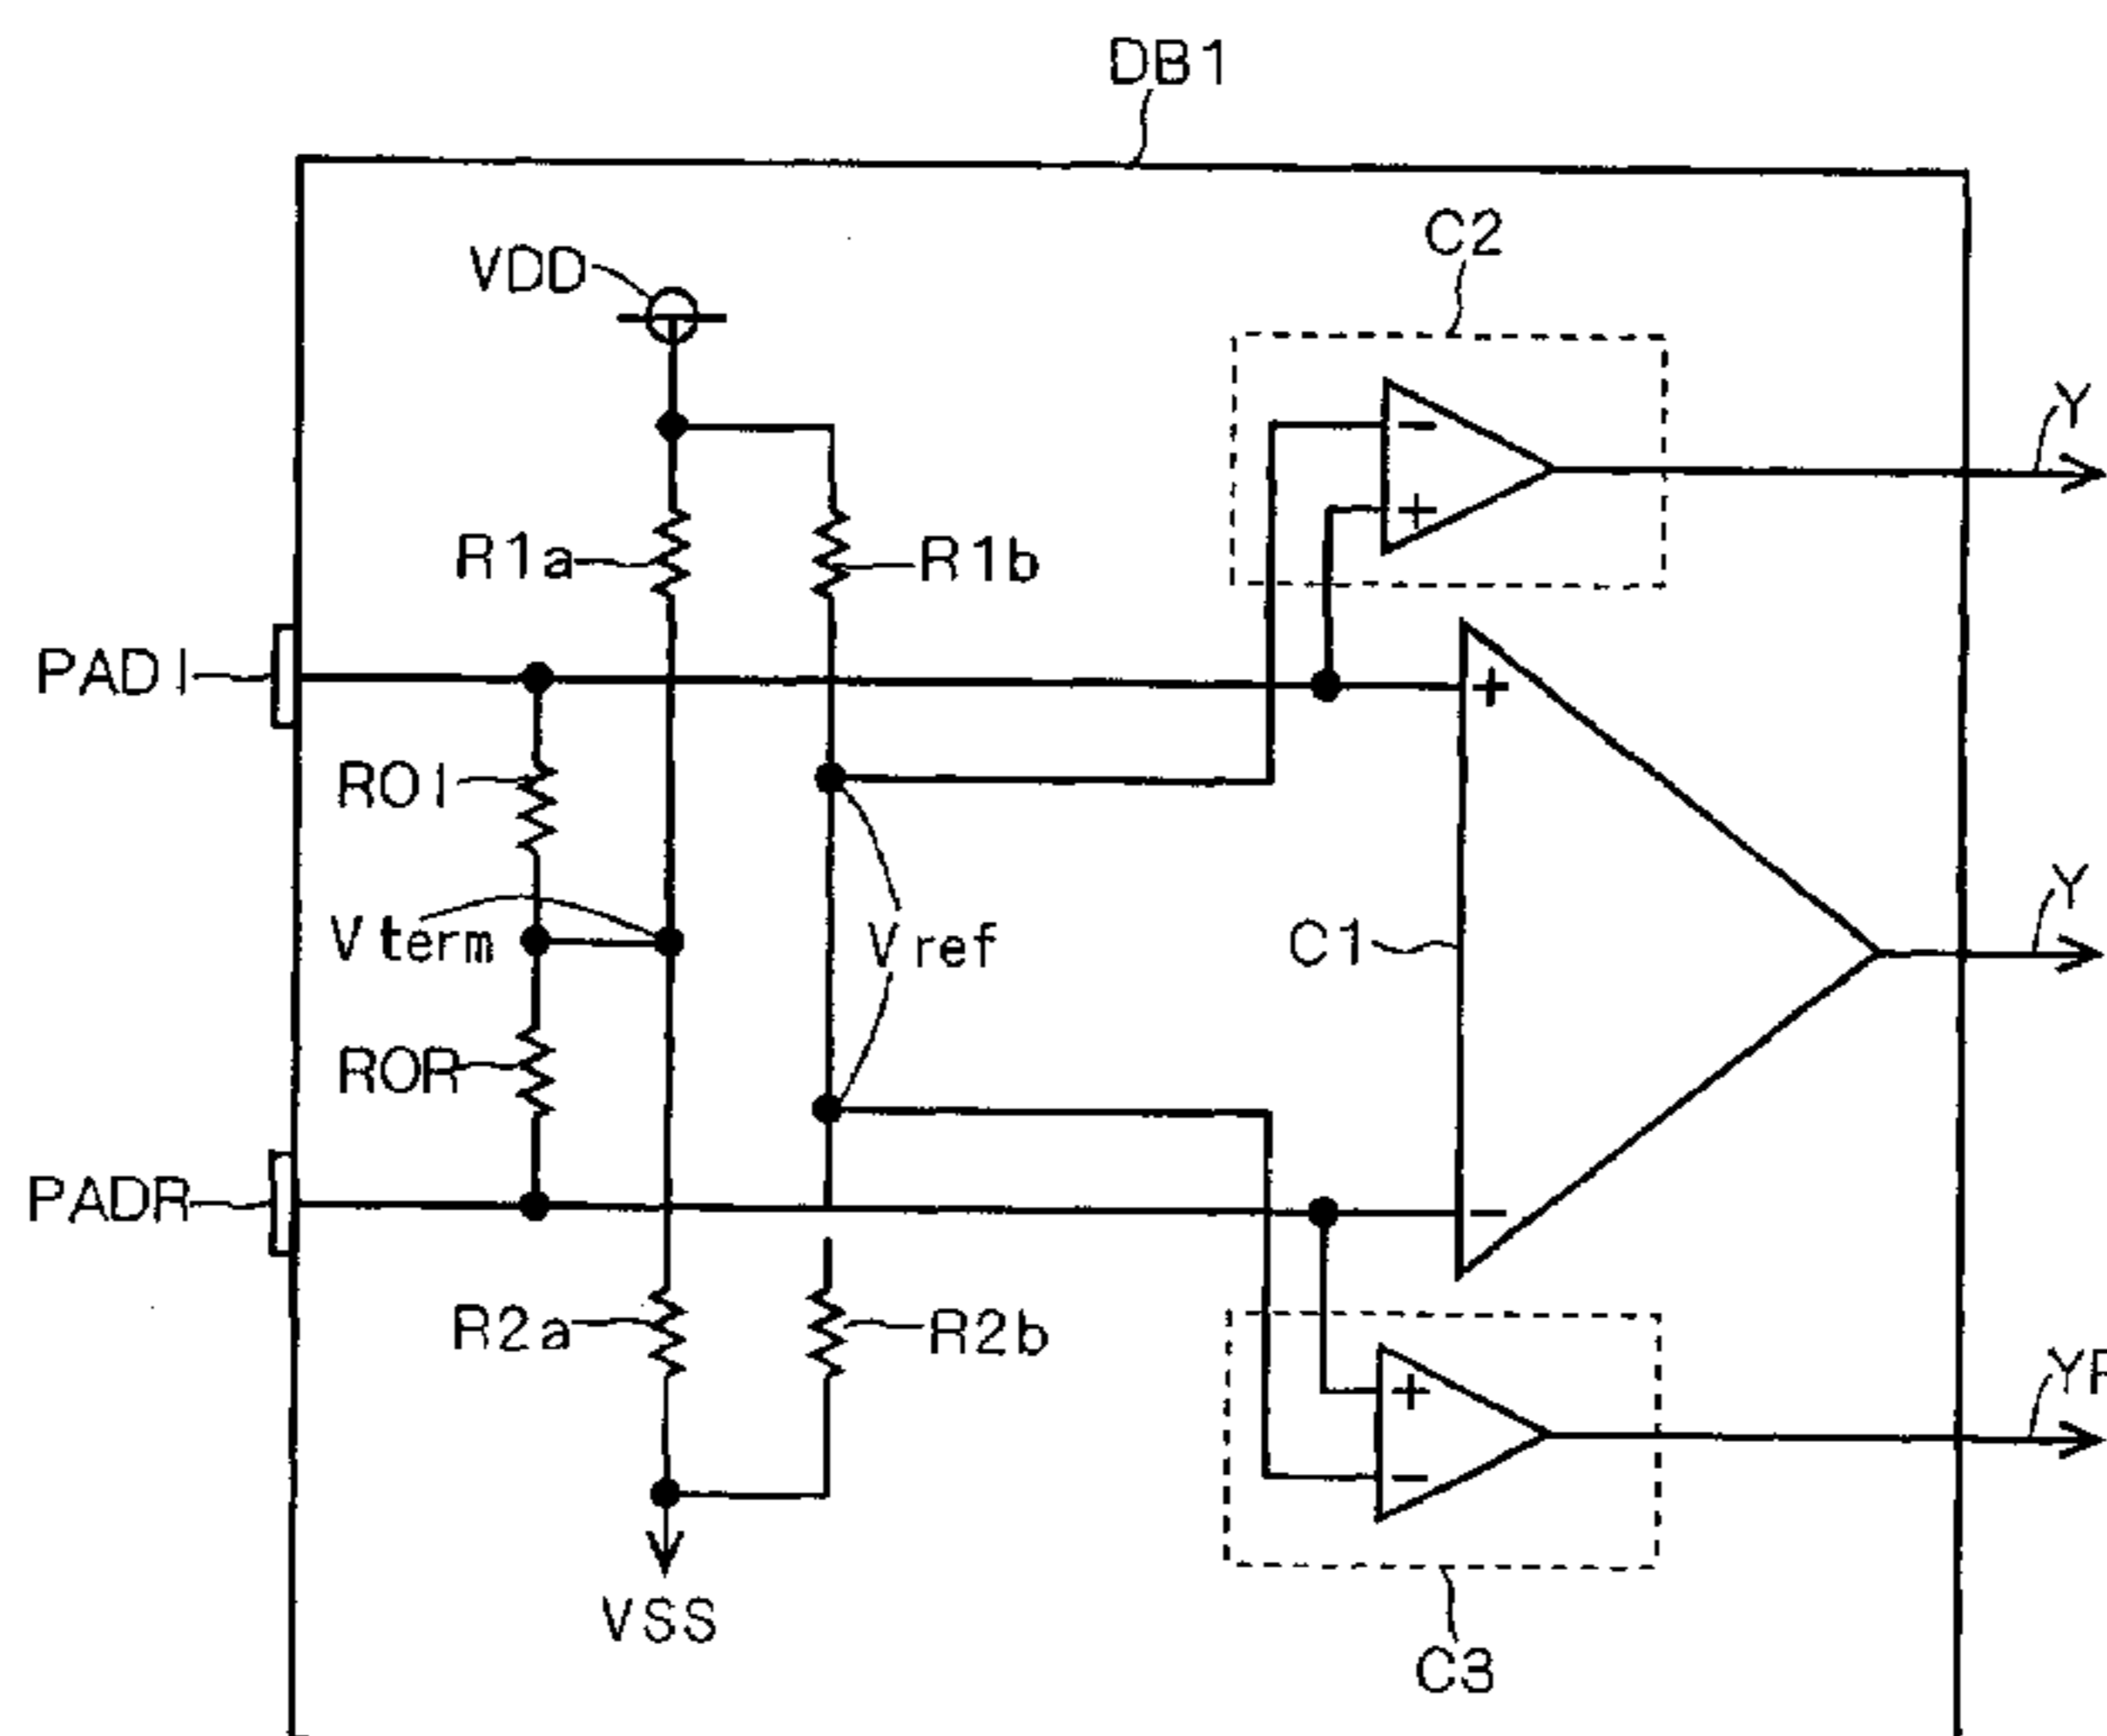 DB1
VDD
C2
Y
R1a
R1b
+
-
PADI
+
ROI
Vterm
Vref
C1
Y
ROR
PADR
-
R2a
R2b
+
-
VSS
C3